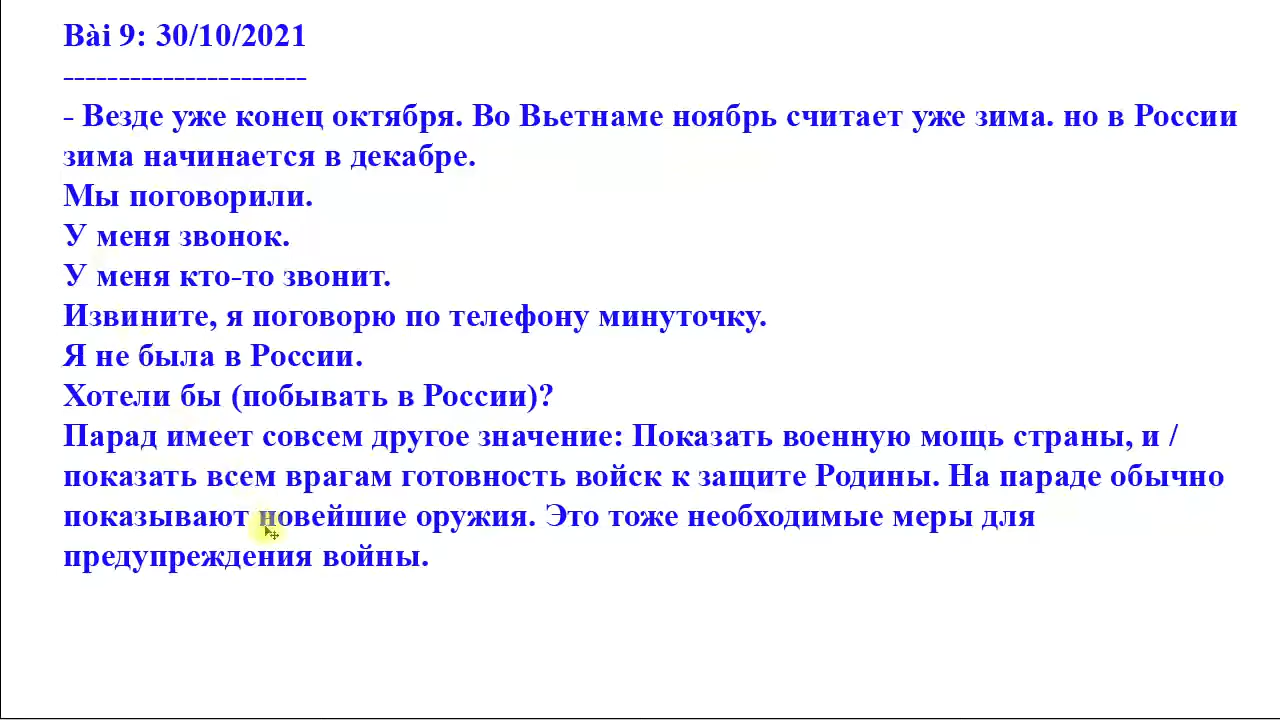 Bài 9: 30/10/2021
----------------------
- Везде уже конец октября. Во Вьетнаме ноябрь считает уже зима. но в России
зима начинается в декабре.
Мы поговорили.
У меня звонок.
У меня кто-то звонит.
Извините, я поговорю по телефону минуточку.
Я не была в России.
Хотели бы (побывать в России)?
Парад имеет совсем другое значение: Показать военную мощь страны, и /
показать всем врагам готовность войск к защите Родины. На параде обычно
показывают новейшие оружия. Это тоже необходимые меры для
предупреждения войны.